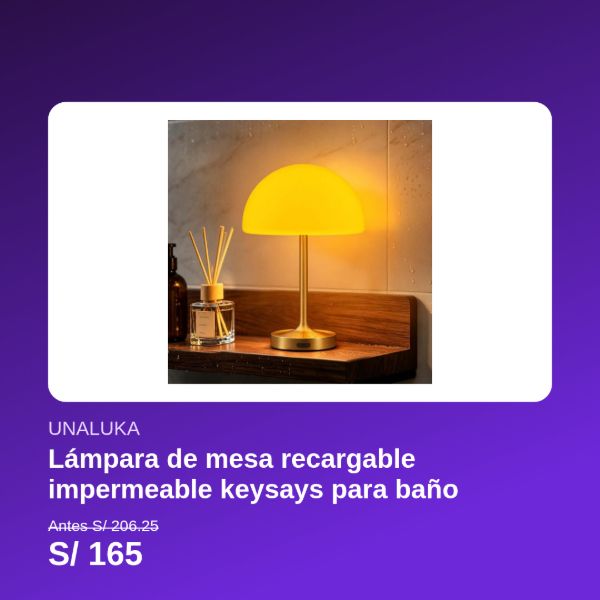 UNALUKA
Lámpara de mesa recargable
impermeable keysays para baño
Antes S/ 206.25
S/ 165